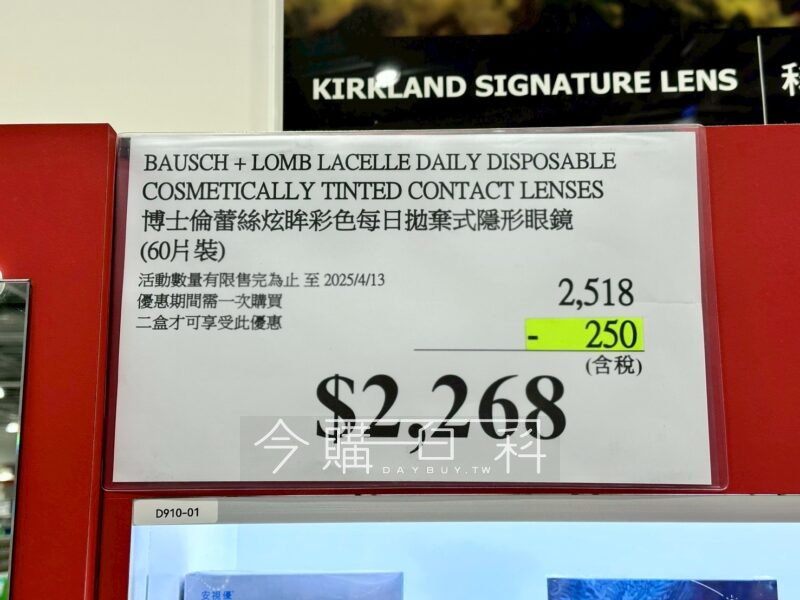 KIRKLAND SIGNATURE LENS
BAUSCH + LOMB LACELLE DAILY DISPOSABLE
COSMETICALLY TINTED CONTACT LENSES
博士倫蕾絲炫眸彩色每日拋棄式隱形眼鏡
(60片裝)
活動數量有限售完為止 至 2025/4/13
優惠期間需一次購買
二盒才可享受此優惠
2,518
- 250
(含稅)
$2,268
今購百科
DAYBUY.TW
D910-01
安視優